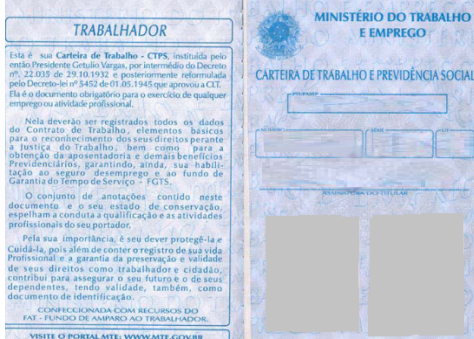 TRABALHADOR
Esta é sua Carteira de Trabalho - CTPS, instituída pelo
então Presidente Getulio Vargas, por intermédio do Decreto
nº. 22.035 de 29.10.1932 e posteriormente reformulada
pelo Decreto-lei nº 5452 de 01.05.1945 que aprovou a CLT.
Ela é o documento obrigatório para o exercício de qualquer
emprego ou atividade profissional.
Nela deverão ser registrados todos os dados
do Contrato de Trabalho, elementos básicos
para o reconhecimento dos seus direitos perante
a Justiça do Trabalho, bem como para a
obtenção da aposentadoria e demais benefícios
Previdenciários, garantindo, ainda, sua habili-
tação ao seguro desemprego e ao fundo de
Garantia do Tempo de Serviço - FGTS.
O conjunto de anotações contido neste
documento e o seu estado de conservação,
espelham a conduta a qualificação e as atividades
profissionais do seu portador.
Pela sua importância, é seu dever protegê-la e
Cuidá-la, pois além de conter o registro de sua vida
Profissional e a garantia da preservação e validade
de seus direitos como trabalhador e cidadão,
contribui para assegurar o seu futuro e o de seus
dependentes, tendo validade, também, como
documento de identificação.
CONFECCIONADA COM RECURSOS DO
FAT - FUNDO DE AMPARO AO TRABALHADOR.
VISITE O PORTAL MTE: WWW.MTE.GOV.BR
MINISTÉRIO DO TRABALHO
E EMPREGO
CARTEIRA DE TRABALHO E PREVIDÊNCIA SOCIAL
ASSINATURA DO TITULAR